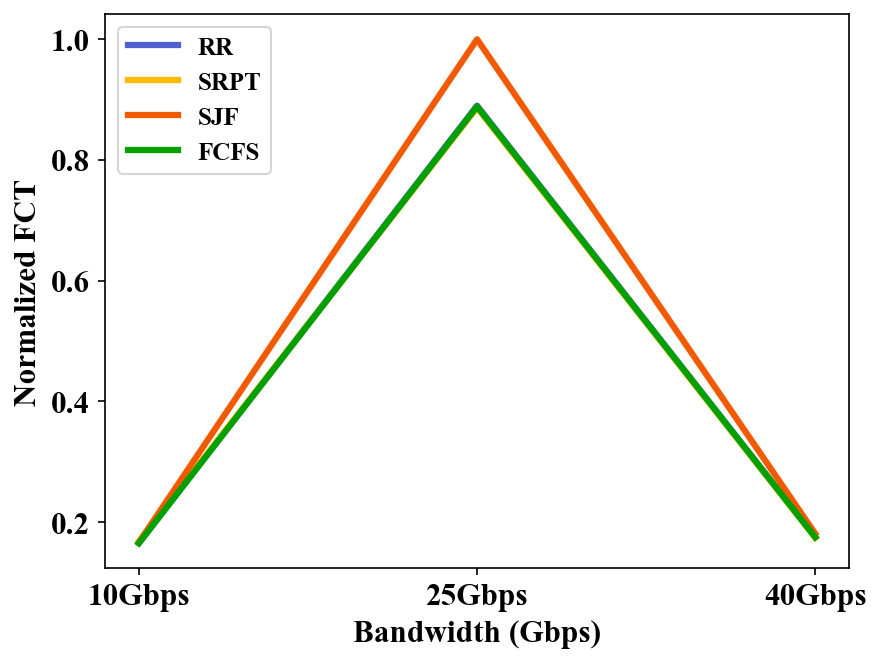 RR
SRPT
SJF
FCFS
1.0
0.8
0.6
0.4
0.2
Normalized FCT
10Gbps 25Gbps 40Gbps
Bandwidth (Gbps)